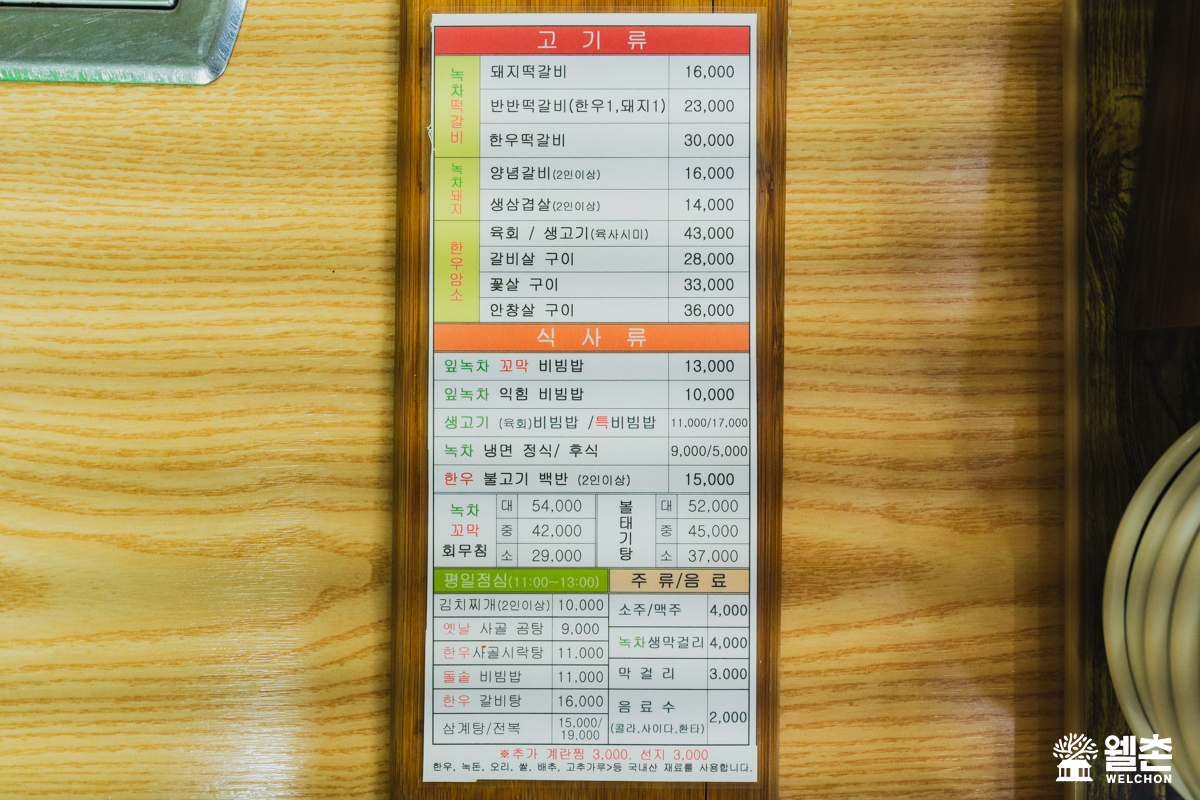 고 기 류
녹차떡갈비
돼지떡갈비 16,000
반반떡갈비(한우1,돼지1) 23,000
한우떡갈비 30,000
녹차돼지
양념갈비(2인이상) 16,000
생삼겹살(2인이상) 14,000
한우암소
육회 / 생고기(육사시미) 43,000
갈비살 구이 28,000
꽃살 구이 33,000
안창살 구이 36,000
식 사 류
잎녹차 꼬막 비빔밥 13,000
잎녹차 익힘 비빔밥 10,000
생고기 (육회)비빔밥 /특비빔밥 11,000/17,000
녹차 냉면 정식/ 후식 9,000/5,000
한우 불고기 백반 (2인이상) 15,000
녹차 꼬막 회무침
대 54,000
중 42,000
소 29,000
볼태기탕
대 52,000
중 45,000
소 37,000
평일점심(11:00~13:00)
김치찌개(2인이상) 10,000
옛날 사골 곰탕 9,000
한우사골시락탕 11.000
돌솥 비빔밥 11,000
한우 갈비탕 16,000
삼계탕/전복 15,000/19,000
주 류/음 료
소주/맥주 4,000
녹차생막걸리 4,000
막 걸 리 3.000
음 료 수 (콜라,사이다,환타) 2,000
※추가 계란찜 3,000, 선지 3,000
한우, 녹돈, 오리, 쌀, 배추, 고추가루>등 국내산 재료를 사용합니다.
웰촌
WELCHON